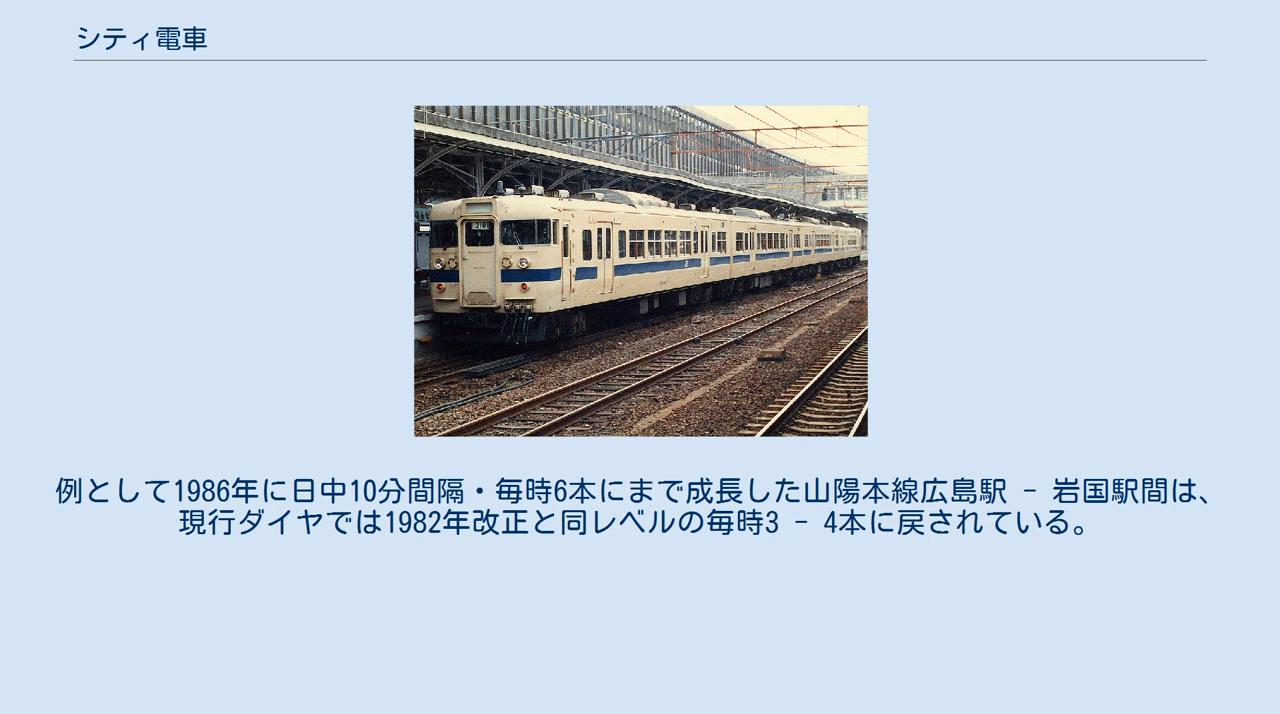 シティ電車
例として1986年に日中10分間隔・毎時6本にまで成長した山陽本線広島駅 - 岩国駅間は、
現行ダイヤでは1982年改正と同レベルの毎時3 - 4本に戻されている。